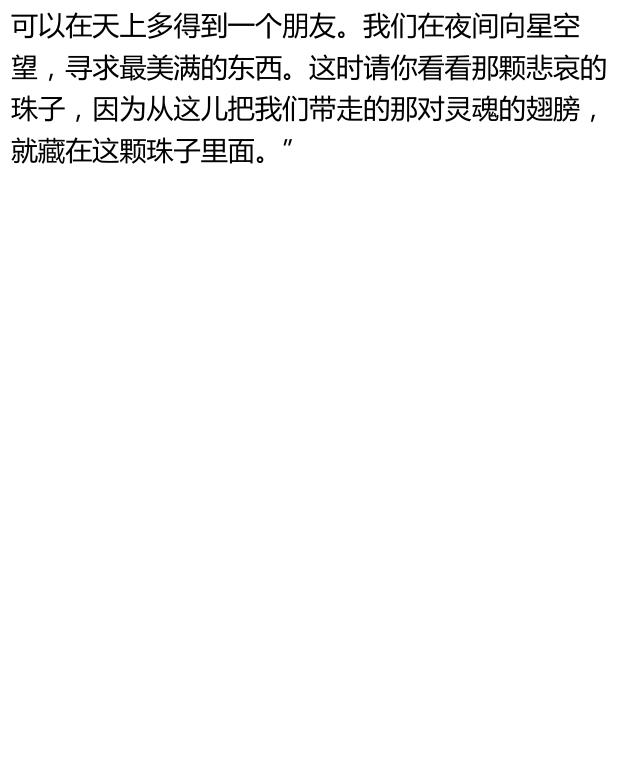 可以在天上多得到一个朋友。我们在夜间向星空
望，寻求最美满的东西。这时请你看看那颗悲哀的
珠子，因为从这儿把我们带走的那对灵魂的翅膀，
就藏在这颗珠子里面。”